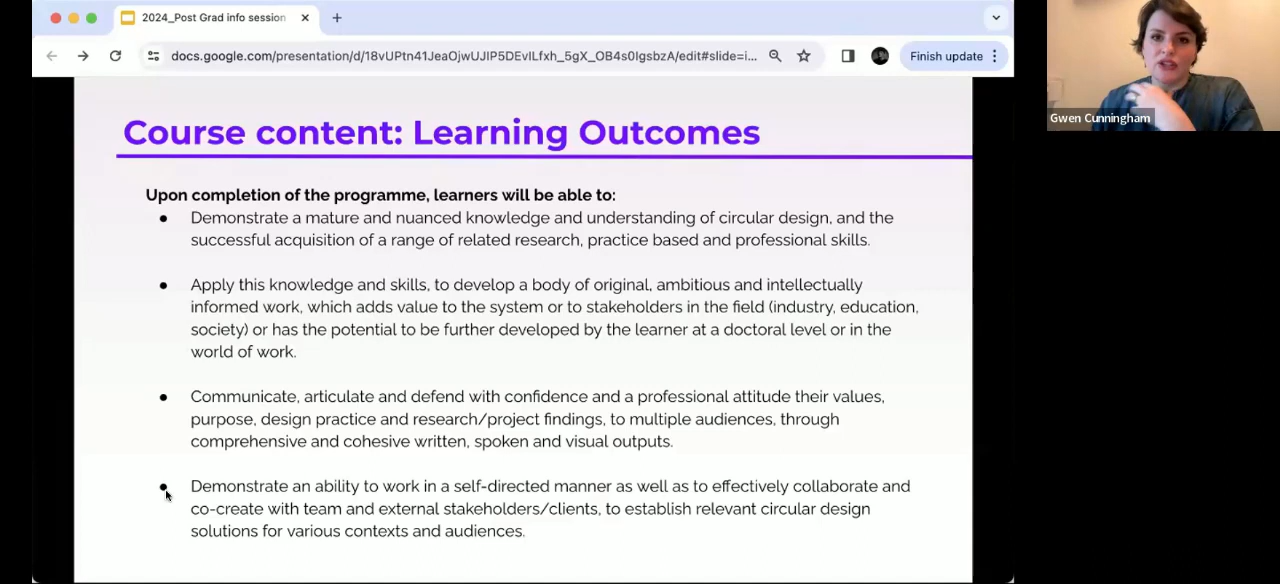 2024_Post Grad info session
docs.google.com/presentation/d/18vUPtn41JeaOjwUJIP5DEvILfxh_5gX_OB4s0Igsbz​A/edit#slide=i...
Finish update
Gwen Cunningham
Course content: Learning Outcomes
Upon completion of the programme, learners will be able to:
● Demonstrate a mature and nuanced knowledge and understanding of circular design, and the
successful acquisition of a range of related research, practice based and professional skills.
● Apply this knowledge and skills, to develop a body of original, ambitious and intellectually
informed work, which adds value to the system or to stakeholders in the field (industry, education,
society) or has the potential to be further developed by the learner at a doctoral level or in the
world of work.
● Communicate, articulate and defend with confidence and a professional attitude their values,
purpose, design practice and research/project findings, to multiple audiences, through
comprehensive and cohesive written, spoken and visual outputs.
● Demonstrate an ability to work in a self-directed manner as well as to effectively collaborate and
co-create with team and external stakeholders/clients, to establish relevant circular design
solutions for various contexts and audiences.